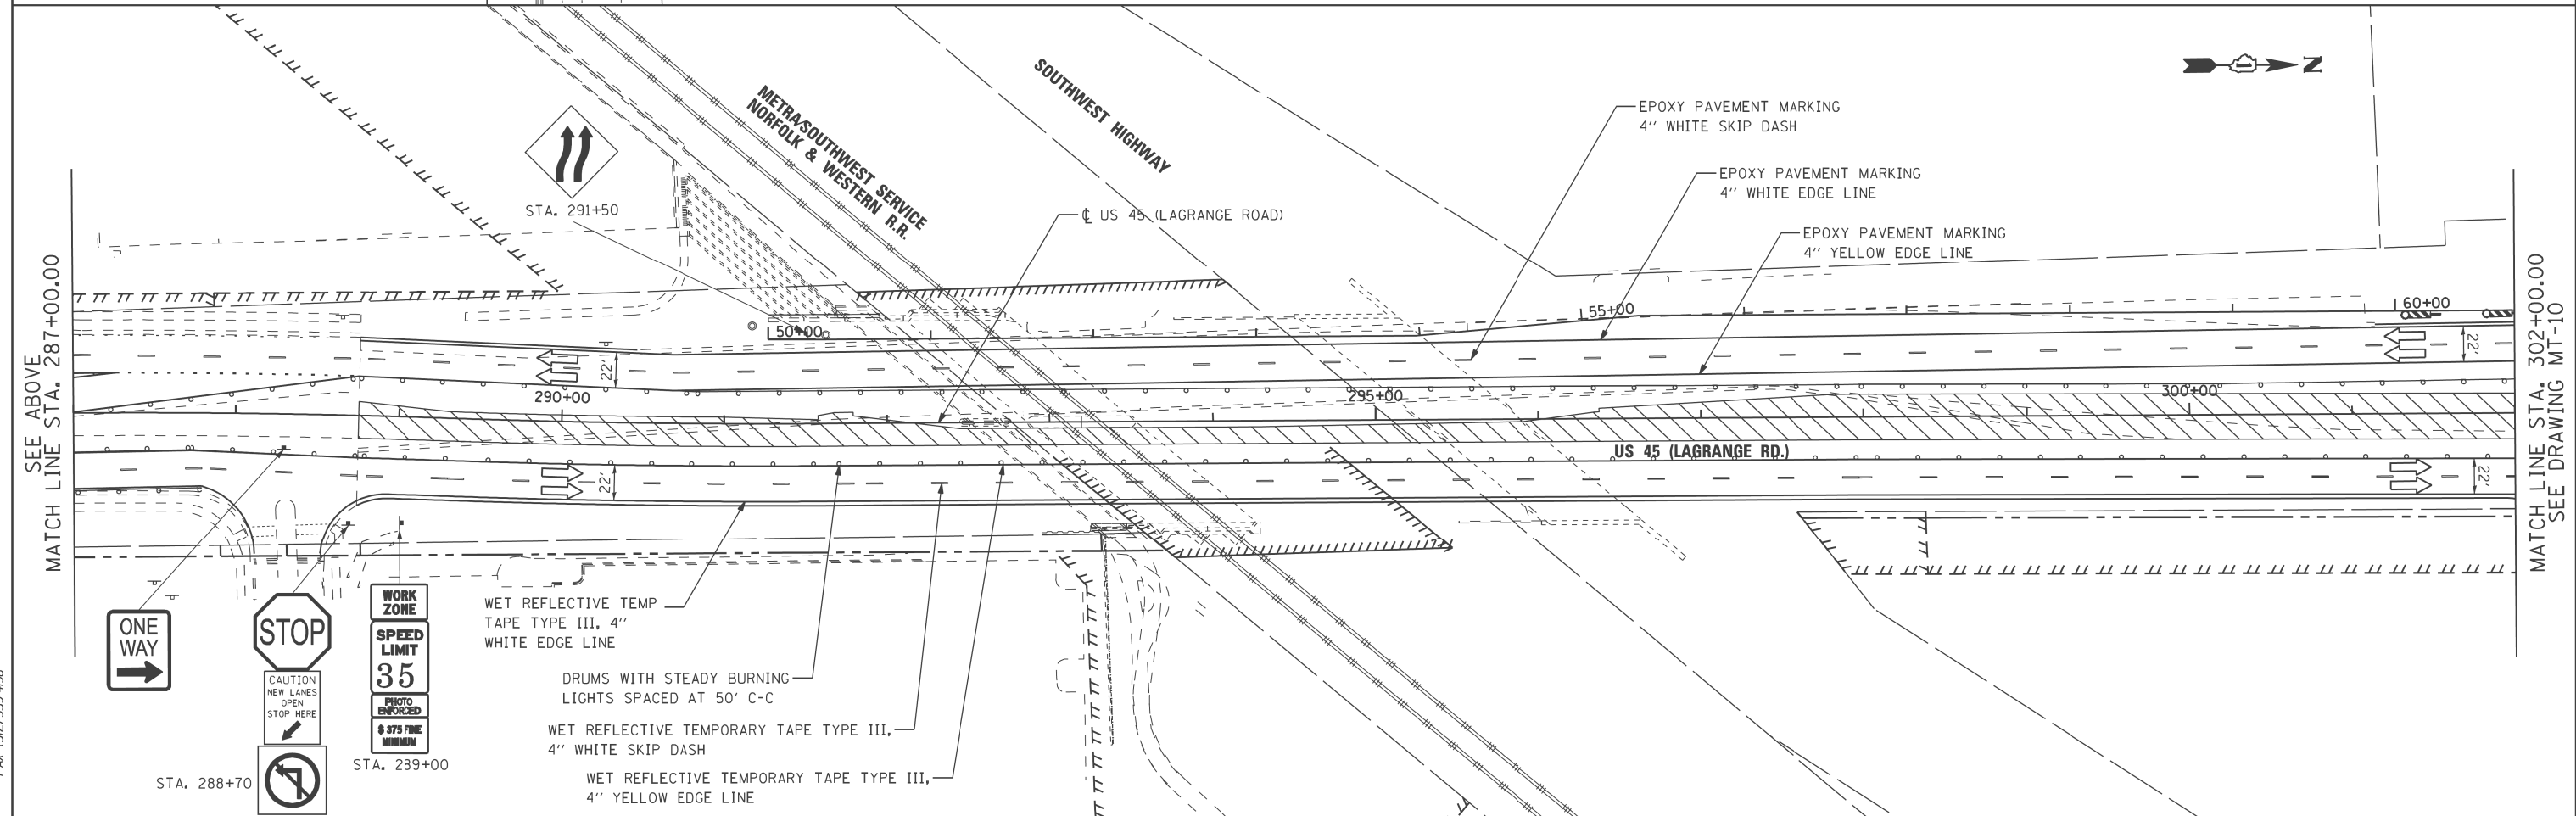 N
METRA/SOUTHWEST SERVICE
NORFOLK & WESTERN R.R.
SOUTHWEST HIGHWAY
EPOXY PAVEMENT MARKING
4" WHITE SKIP DASH
EPOXY PAVEMENT MARKING
4" WHITE EDGE LINE
EPOXY PAVEMENT MARKING
4" YELLOW EDGE LINE
STA. 291+50
℄ US 45 (LAGRANGE ROAD)
SEE ABOVE
MATCH LINE STA. 287+00.00
50+00
55+00
60+00
22'
22'
290+00
295+00
300+00
US 45 (LAGRANGE RD.)
22'
22'
MATCH LINE STA. 302+00.00
SEE DRAWING MT-10
ONE
WAY
STOP
CAUTION
NEW LANES
OPEN
STOP HERE
STA. 288+70
WORK
ZONE
SPEED
LIMIT
35
PHOTO
ENFORCED
$ 375 FINE
MINIMUM
STA. 289+00
WET REFLECTIVE TEMP
TAPE TYPE III, 4"
WHITE EDGE LINE
DRUMS WITH STEADY BURNING
LIGHTS SPACED AT 50' C-C
WET REFLECTIVE TEMPORARY TAPE TYPE III,
4" WHITE SKIP DASH
WET REFLECTIVE TEMPORARY TAPE TYPE III,
4" YELLOW EDGE LINE